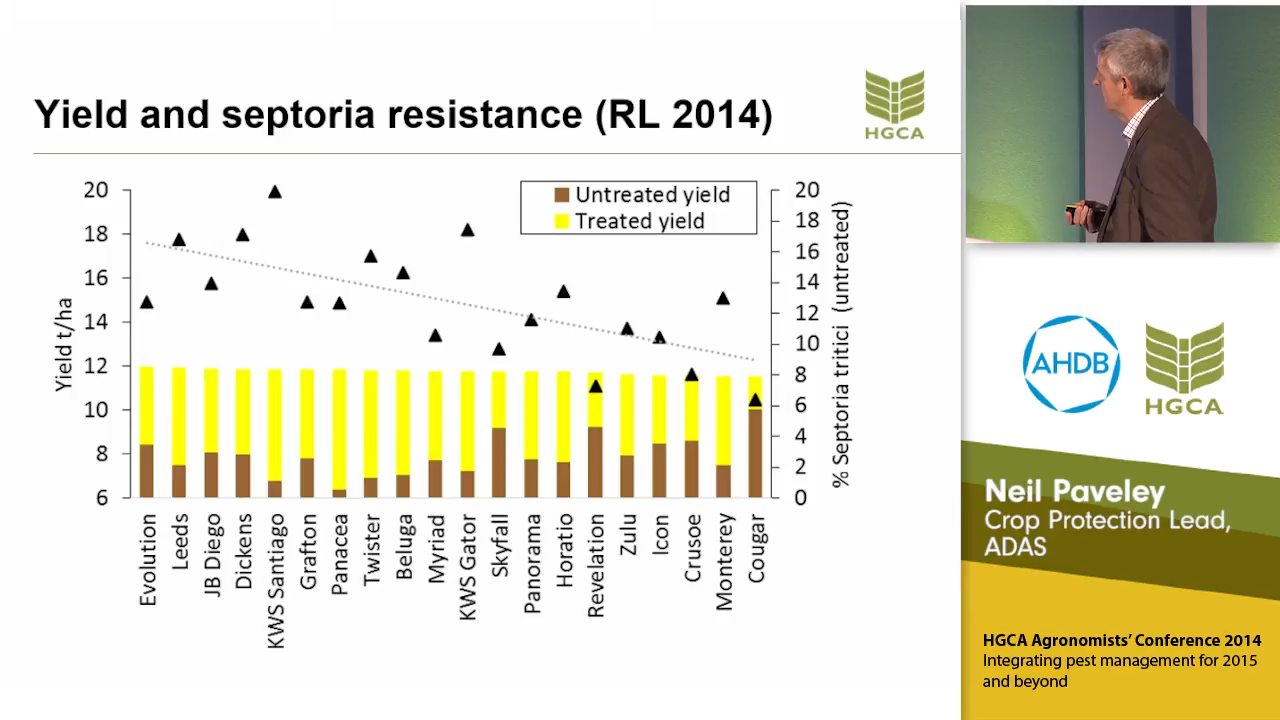 Yield and septoria resistance (RL 2014)
HGCA
Untreated yield
Treated yield
Yield t/ha
20
18
16
14
12
10
8
6
20
18
16
14
12
10
8
6
4
2
0
% Septoria tritici (untreated)
Evolution
Leeds
JB Diego
Dickens
KWS Santiago
Grafton
Panacea
Twister
Beluga
Myriad
KWS Gator
Skyfall
Panorama
Horatio
Revelation
Zulu
Icon
Crusoe
Monterey
Cougar
AHDB
HGCA
Neil Paveley
Crop Protection Lead,
ADAS
HGCA Agronomists' Conference 2014
Integrating pest management for 2015
and beyond